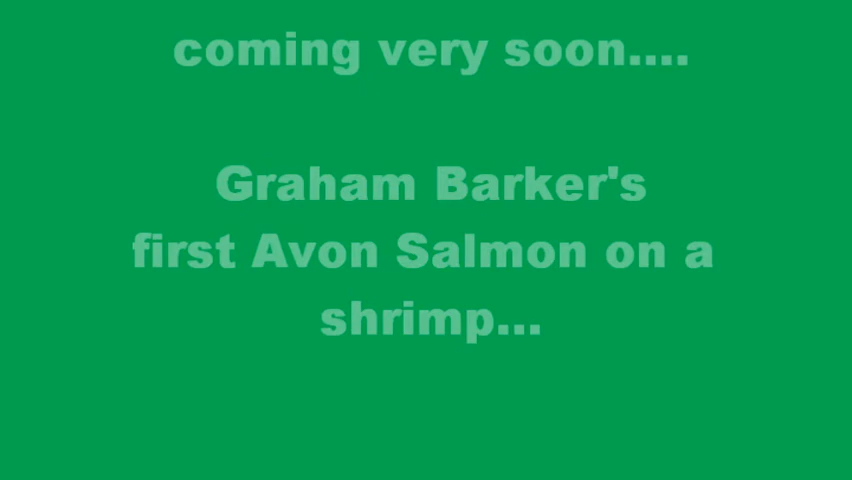 coming very soon....
Graham Barker's
first Avon Salmon on a
shrimp...